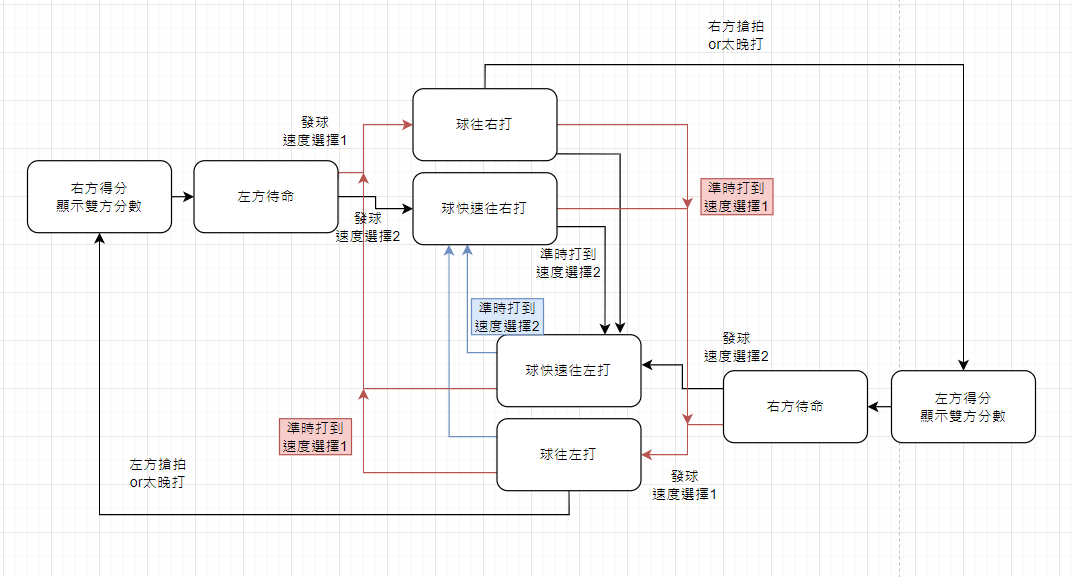 右方搶拍
or太晚打
發球
速度選擇1
球往右打
右方得分
顯示雙方分數
左方待命
球快速往右打
準時打到
速度選擇1
發球
速度選擇2
準時打到
速度選擇2
準時打到
速度選擇2
發球
速度選擇2
球快速往左打
右方待命
左方得分
顯示雙方分數
準時打到
速度選擇1
球往左打
左方搶拍
or太晚打
發球
速度選擇1